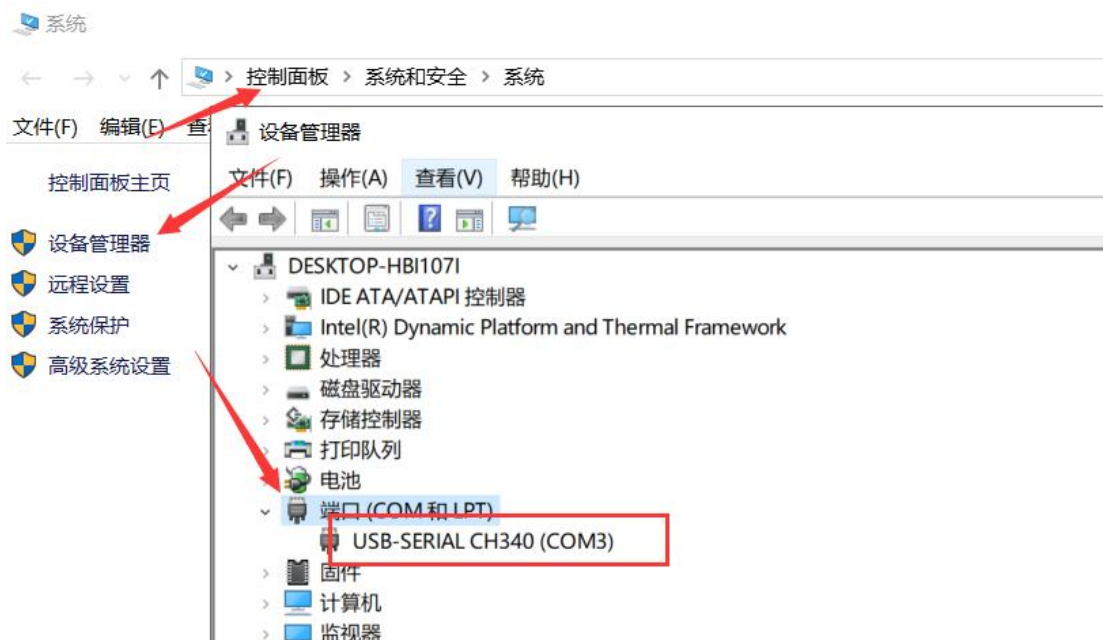 系统
控制面板 > 系统和安全 > 系统
文件(F) 编辑(E) 查
控制面板主页
设备管理器
远程设置
系统保护
高级系统设置
设备管理器
文件(F) 操作(A) 查看(V) 帮助(H)
DESKTOP-HBI107I
IDE ATA/ATAPI 控制器
Intel(R) Dynamic Platform and Thermal Framework
处理器
磁盘驱动器
存储控制器
打印队列
电池
端口 (COM 和 LPT)
USB-SERIAL CH340 (COM3)
固件
计算机
监视器